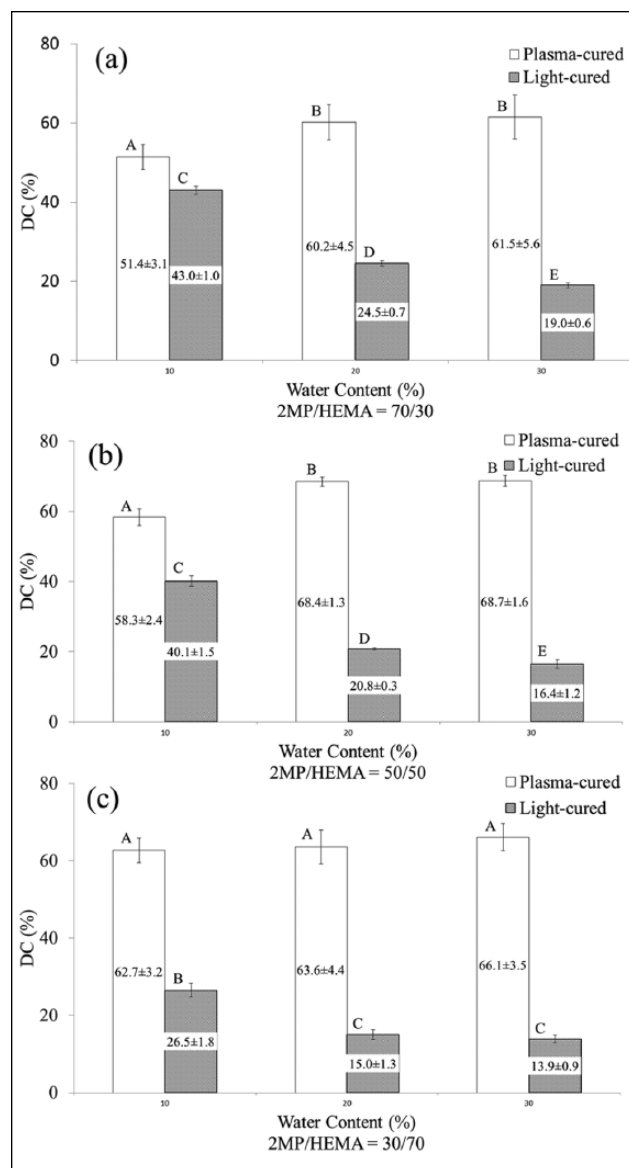 (a)
Plasma-cured
Light-cured
DC (%)
80
60
40
20
0
A
C
B
D
B
E
51.4±3.1
43.0±1.0
60.2±4.5
24.5±0.7
61.5±5.6
19.0±0.6
10
20
30
Water Content (%)
2MP/HEMA = 70/30
(b)
Plasma-cured
Light-cured
DC (%)
80
60
40
20
0
A
C
B
D
B
E
58.3±2.4
40.1±1.5
68.4±1.3
20.8±0.3
68.7±1.6
16.4±1.2
10
20
30
Water Content (%)
2MP/HEMA = 50/50
(c)
Plasma-cured
Light-cured
DC (%)
80
60
40
20
0
A
B
A
C
A
C
62.7±3.2
26.5±1.8
63.6±4.4
15.0±1.3
66.1±3.5
13.9±0.9
10
20
30
Water Content (%)
2MP/HEMA = 30/70